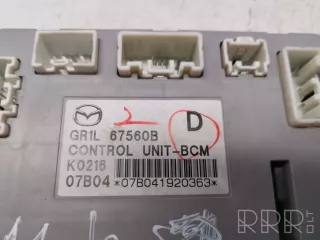 2
D
GR1L 67560B
CONTROL UNIT-BCM
K0216
07B04 *07B041920363*
RRR